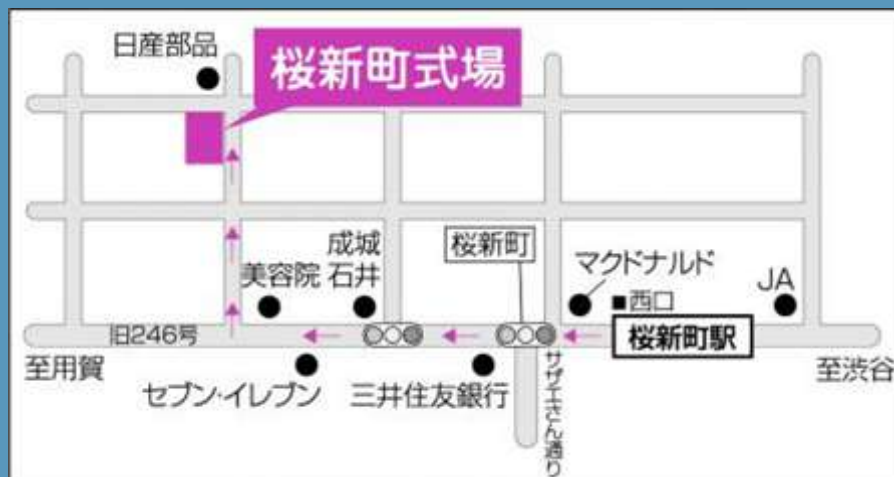 日産部品
桜新町式場
成城
石井
美容院
桜新町
マクドナルド
■西口
JA
旧246号
桜新町駅
至用賀
至渋谷
セブン・イレブン
三井住友銀行
サザエさん通り